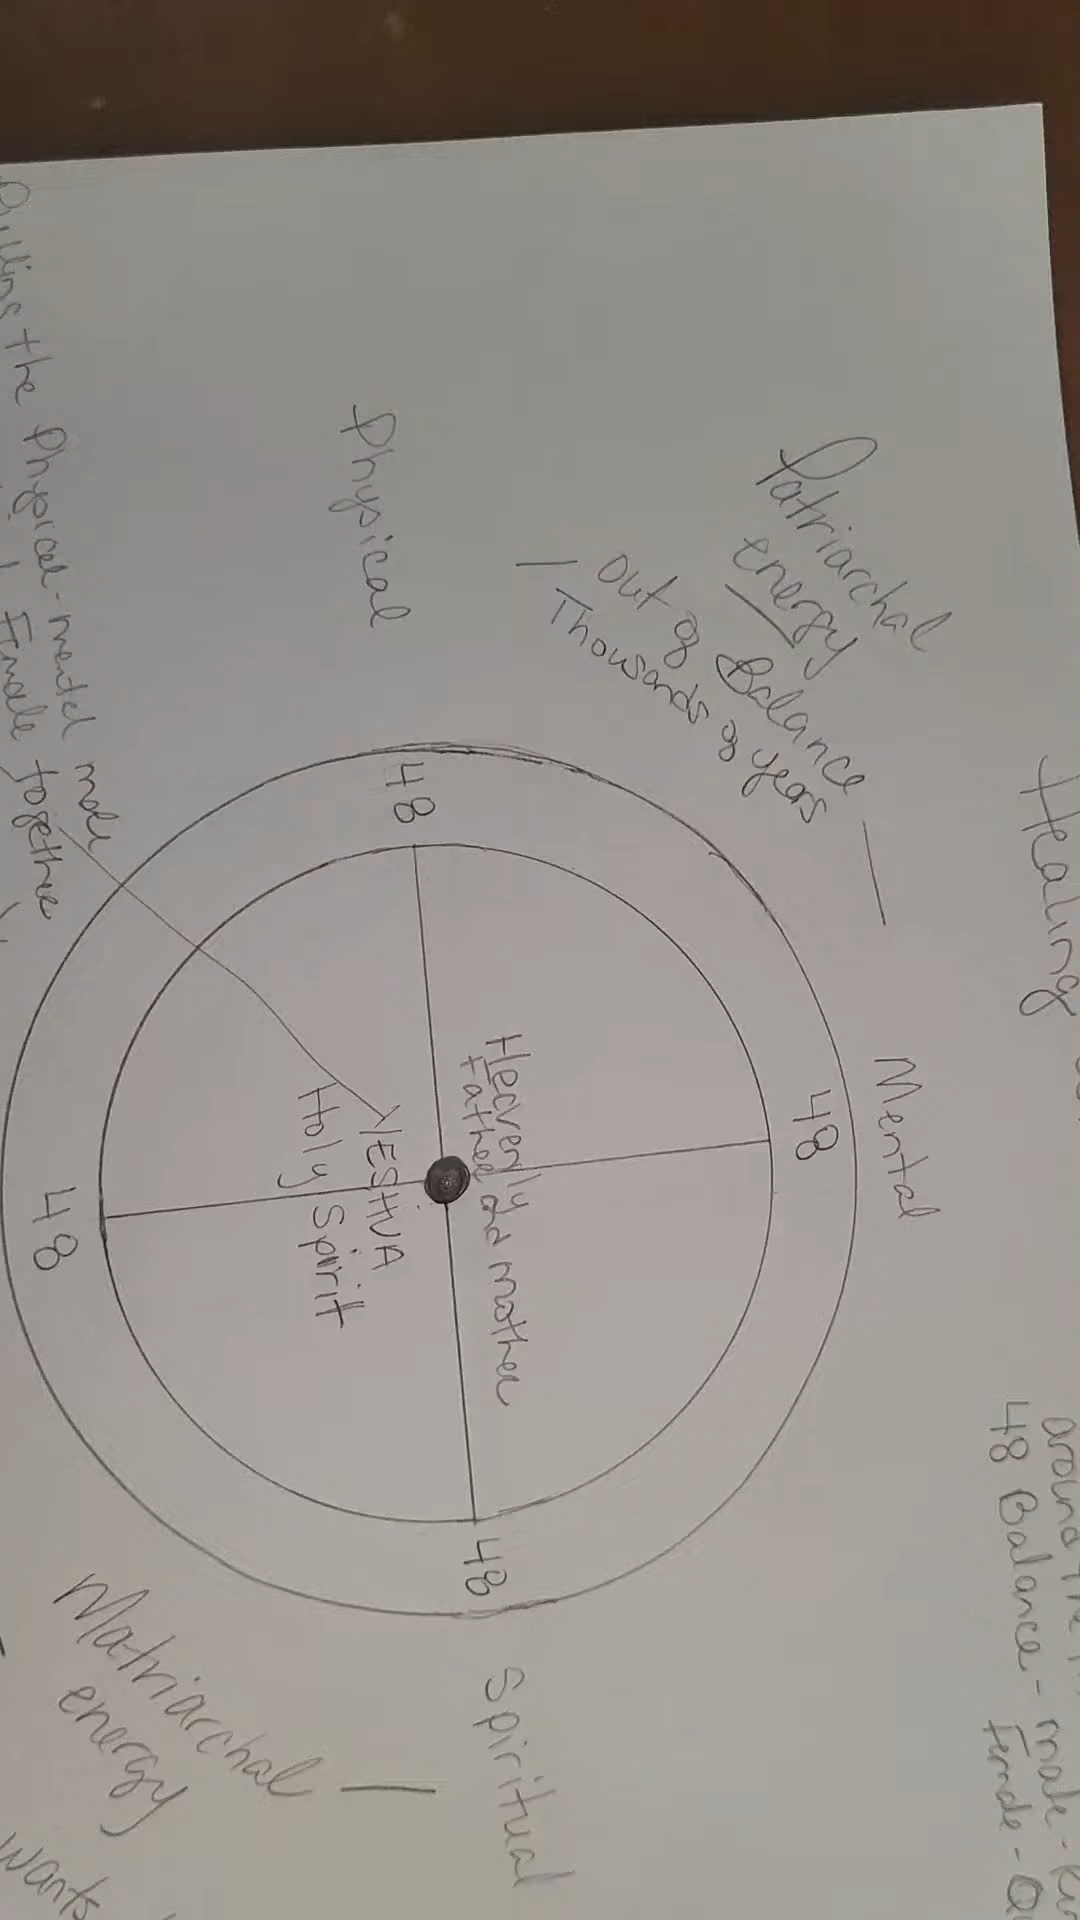 Healing
around the
48 Balance - male -
Female -
Mental
Patriarchal
energy
out of Balance
Thousands of years
48
Physical
48
48
Spiritual
Heavenly
Father and mother
YESHUA
Holy Spirit
48
Matriarchal
energy
the Physical - mental male
Female together
wants